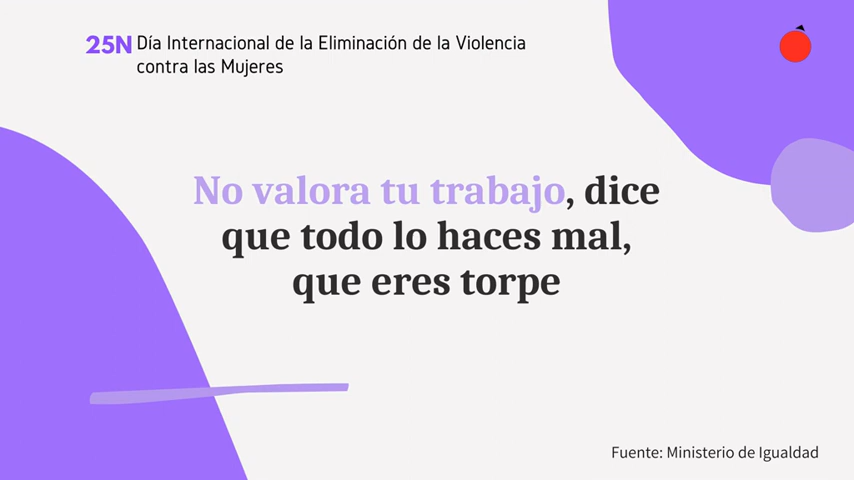 25N Día Internacional de la Eliminación de la Violencia
contra las Mujeres
No valora tu trabajo, dice
que todo lo haces mal,
que eres torpe
Fuente: Ministerio de Igualdad